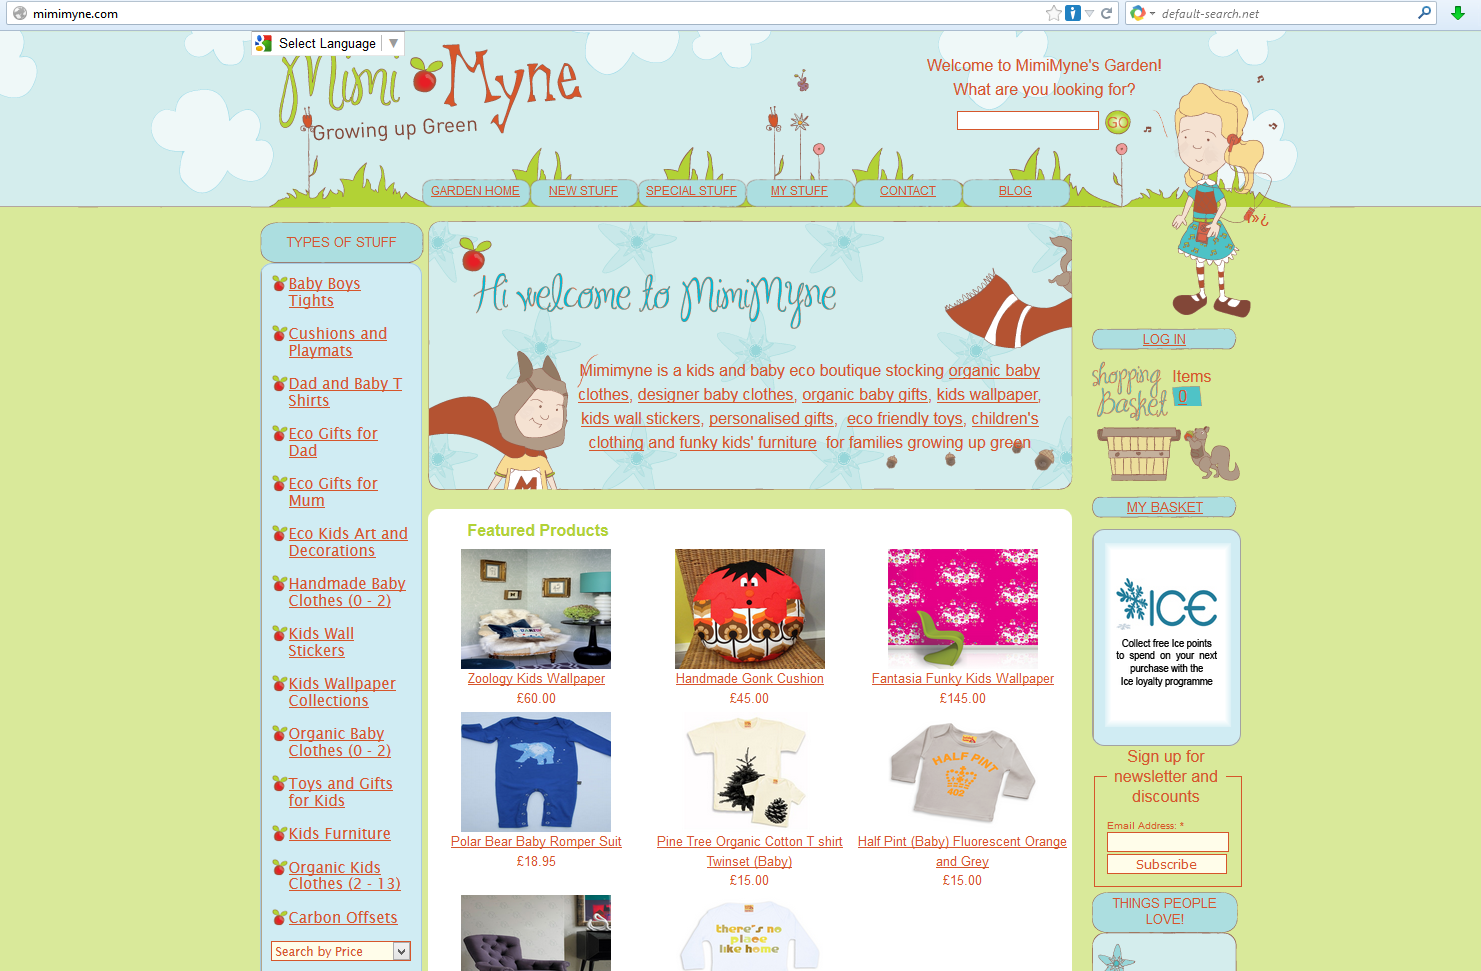 mimimyne.com
default-search.net
Select Language
Mimi Myne
Growing up Green
Welcome to MimiMyne's Garden!
What are you looking for?
GO
GARDEN HOME
NEW STUFF
SPECIAL STUFF
MY STUFF
CONTACT
BLOG
TYPES OF STUFF
Baby Boys
Tights
Cushions and
Playmats
Dad and Baby T
Shirts
Eco Gifts for
Dad
Eco Gifts for
Mum
Eco Kids Art and
Decorations
Handmade Baby
Clothes (0 - 2)
Kids Wall
Stickers
Kids Wallpaper
Collections
Organic Baby
Clothes (0 - 2)
Toys and Gifts
for Kids
Kids Furniture
Organic Kids
Clothes (2 - 13)
Carbon Offsets
Search by Price
Hi welcome to MimiMyne
Mimimyne is a kids and baby eco boutique stocking organic baby
clothes, designer baby clothes, organic baby gifts, kids wallpaper,
kids wall stickers, personalised gifts, eco friendly toys, children's
clothing and funky kids' furniture for families growing up green
M
Featured Products
Zoology Kids Wallpaper
£60.00
Handmade Gonk Cushion
£45.00
Fantasia Funky Kids Wallpaper
£145.00
Polar Bear Baby Romper Suit
£18.95
Pine Tree Organic Cotton T shirt
Twinset (Baby)
£15.00
HALF PINT
402
Half Pint (Baby) Fluorescent Orange
and Grey
£15.00
there's no
place
like home
»¿
LOG IN
shopping
Basket
Items
0
MY BASKET
ICE
Collect free Ice points
to spend on your next
purchase with the
Ice loyalty programme
Sign up for
newsletter and
discounts
Email Address: *
Subscribe
THINGS PEOPLE
LOVE!